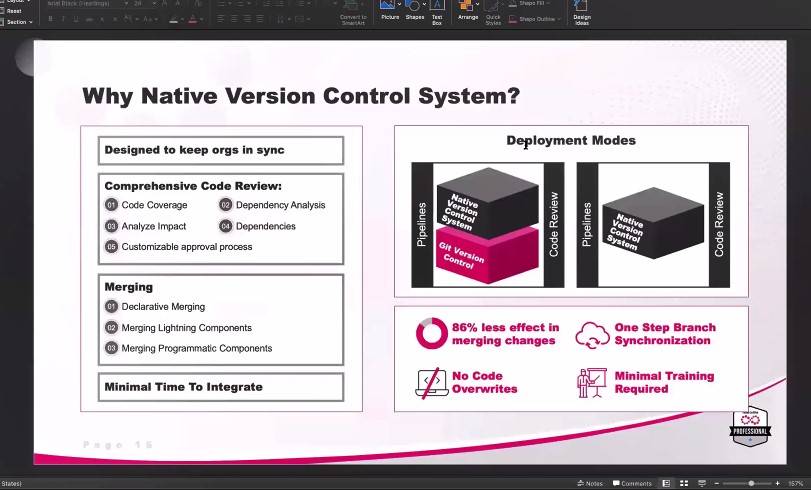 Layout
Reset
Section
Arial Black (Headings)
24
Convert to
SmartArt
Picture
Shapes
Text
Box
Arrange
Quick
Styles
Shape Fill
Shape Outline
Design
Ideas
Why Native Version Control System?
Designed to keep orgs in sync
Comprehensive Code Review:
01 Code Coverage
02 Dependency Analysis
03 Analyze Impact
04 Dependencies
05 Customizable approval process
Merging
01 Declarative Merging
02 Merging Lightning Components
03 Merging Programmatic Components
Minimal Time To Integrate
Deployment Modes
Pipelines
Native
Version
Control
System
Git Version
Control
Code Review
Pipelines
Native
Version
Control
System
Code Review
86% less effect in
merging changes
One Step Branch
Synchronization
No Code
Overwrites
Minimal Training
Required
PROFESSIONAL
Page 15
States)
Notes
Comments
157%